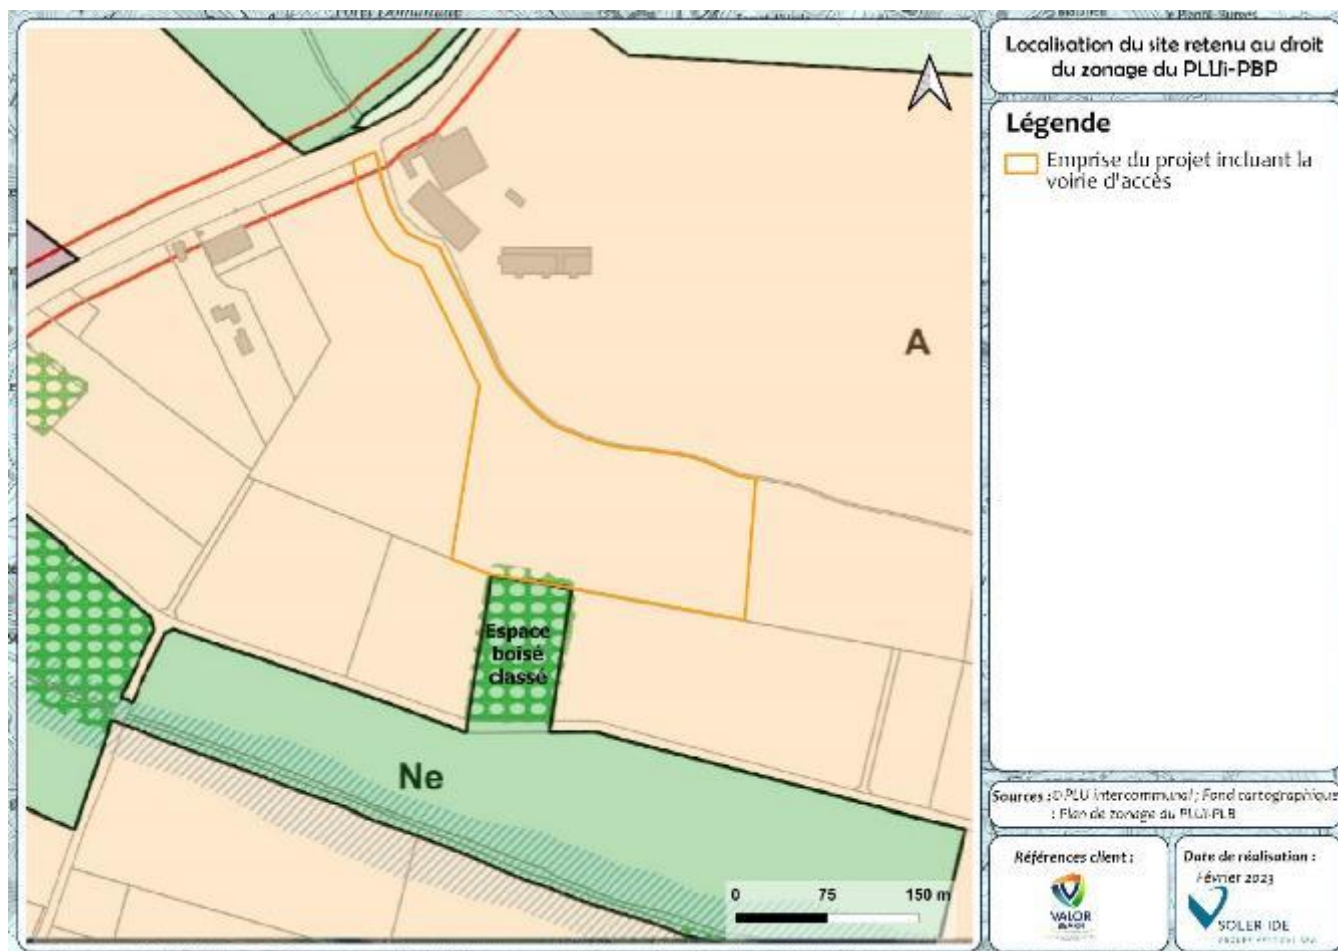 Localisation du site retenu au droit
du zonage du PLUi-PBP
Légende
Emprise du projet incluant la
voirie d'accès
A
Espace
boisé
classé
Ne
0 75 150 m
Sources : © PLU intercommunal ; Fond cartographique
: Plan de zonage du PLUi-PLB
Références client :
VALOR
Date de réalisation :
Février 2023
SOLER IDE